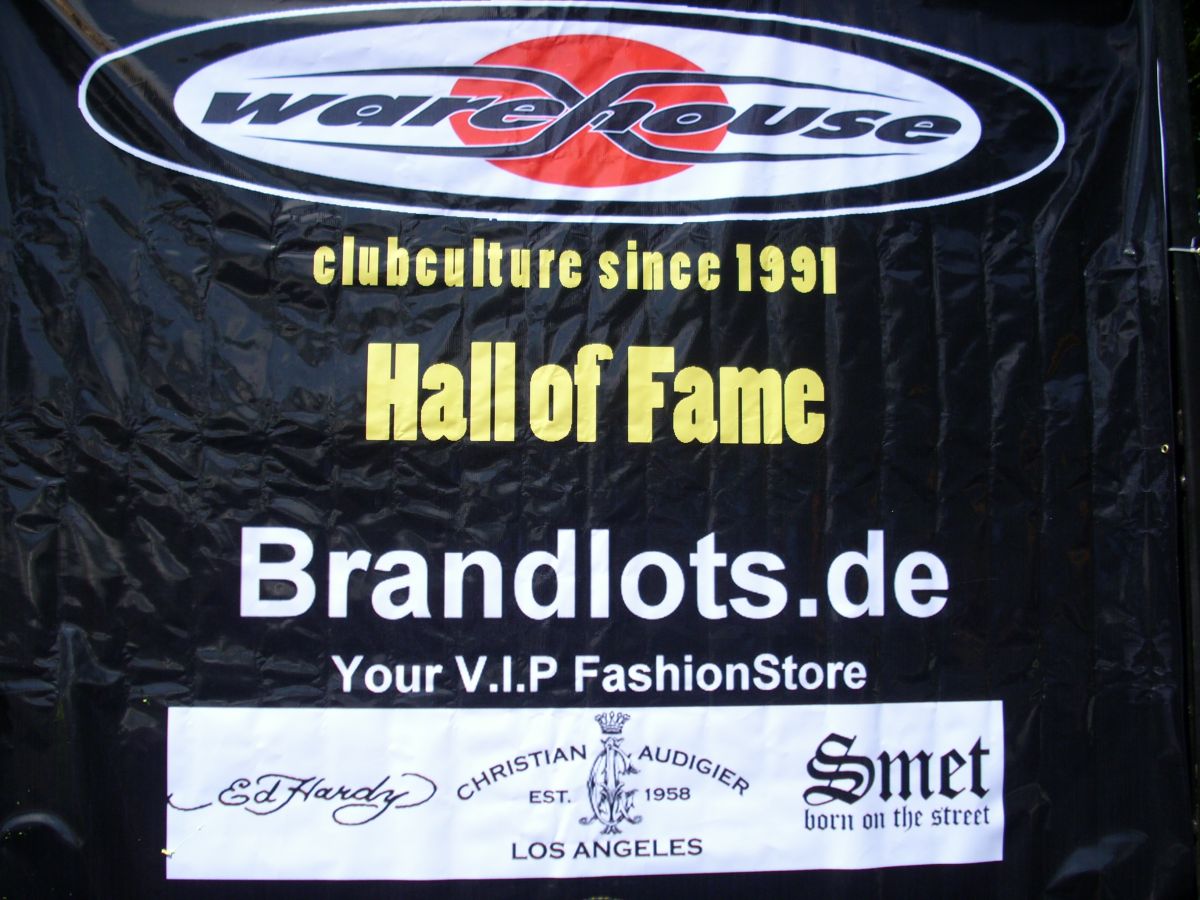 warehouse
clubculture since 1991
Hall of Fame
Brandlots.de
Your V.I.P FashionStore
Ed Hardy
CHRISTIAN AUDIGIER
EST. 1958
LOS ANGELES
Smet
born on the street